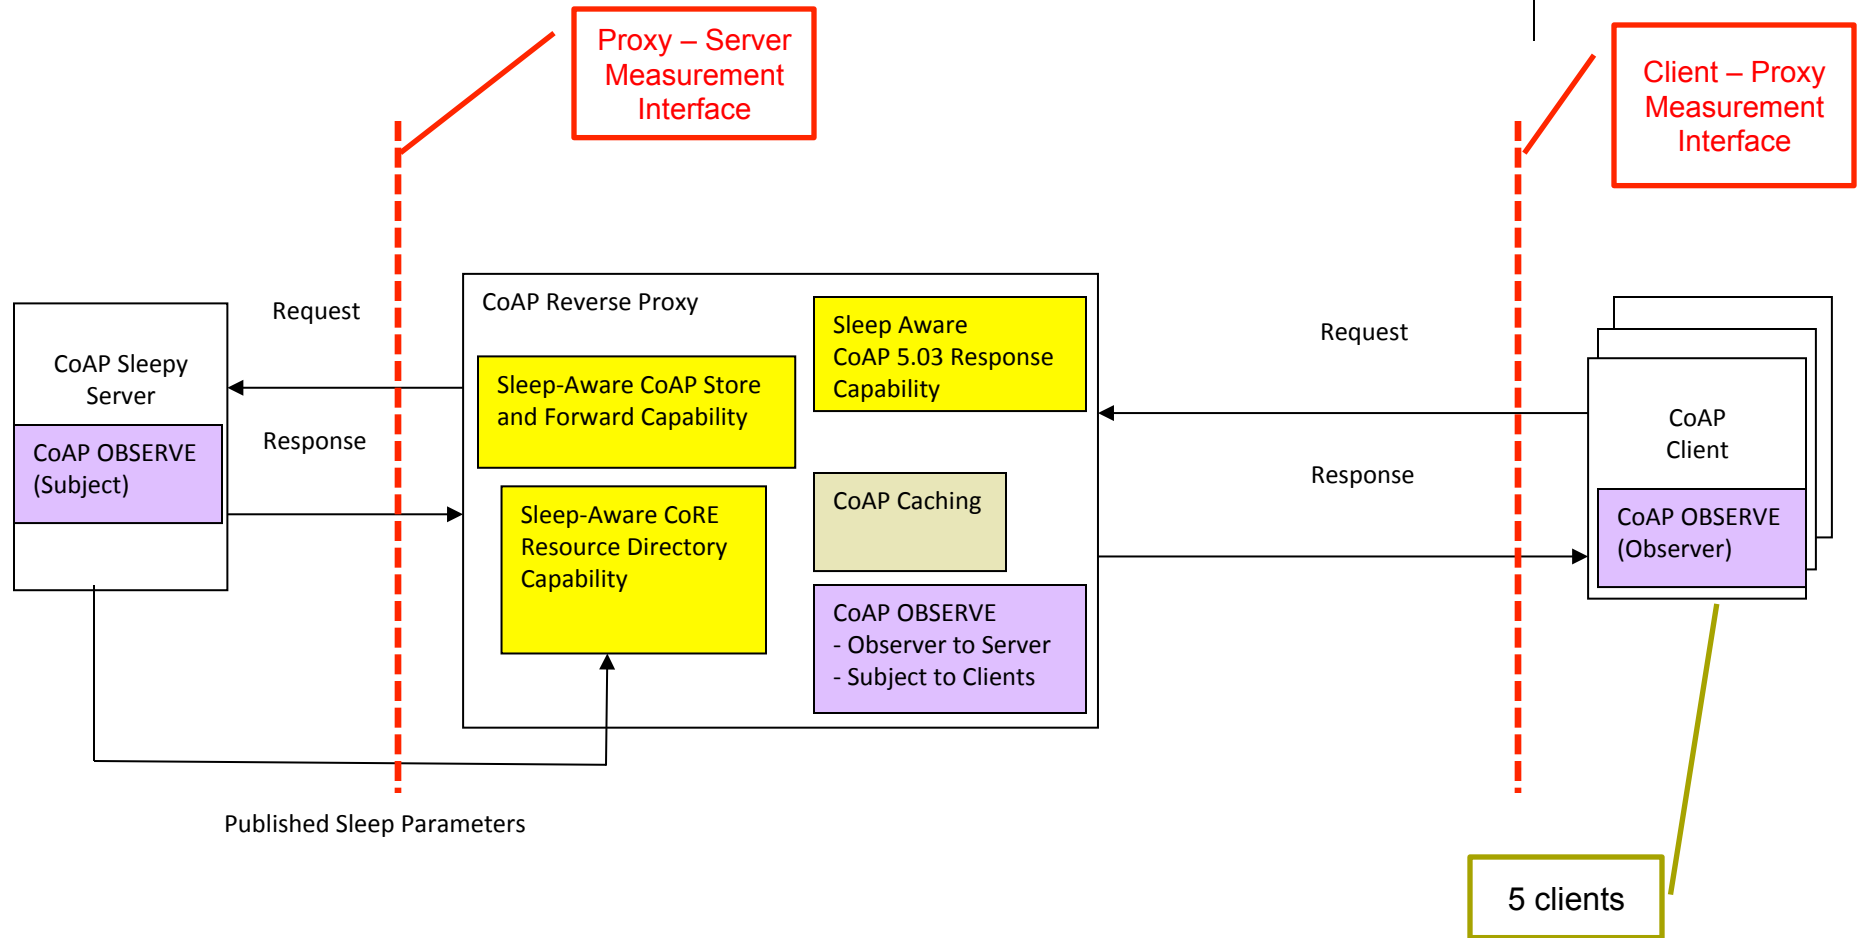 Proxy – Server
Measurement
Interface
Client – Proxy
Measurement
Interface
CoAP Sleepy
Server
CoAP OBSERVE
(Subject)
Request
Response
CoAP Reverse Proxy
Sleep-Aware CoAP Store
and Forward Capability
Sleep-Aware CoRE
Resource Directory
Capability
Sleep Aware
CoAP 5.03 Response
Capability
CoAP Caching
CoAP OBSERVE
- Observer to Server
- Subject to Clients
Request
Response
CoAP
Client
CoAP OBSERVE
(Observer)
Published Sleep Parameters
5 clients